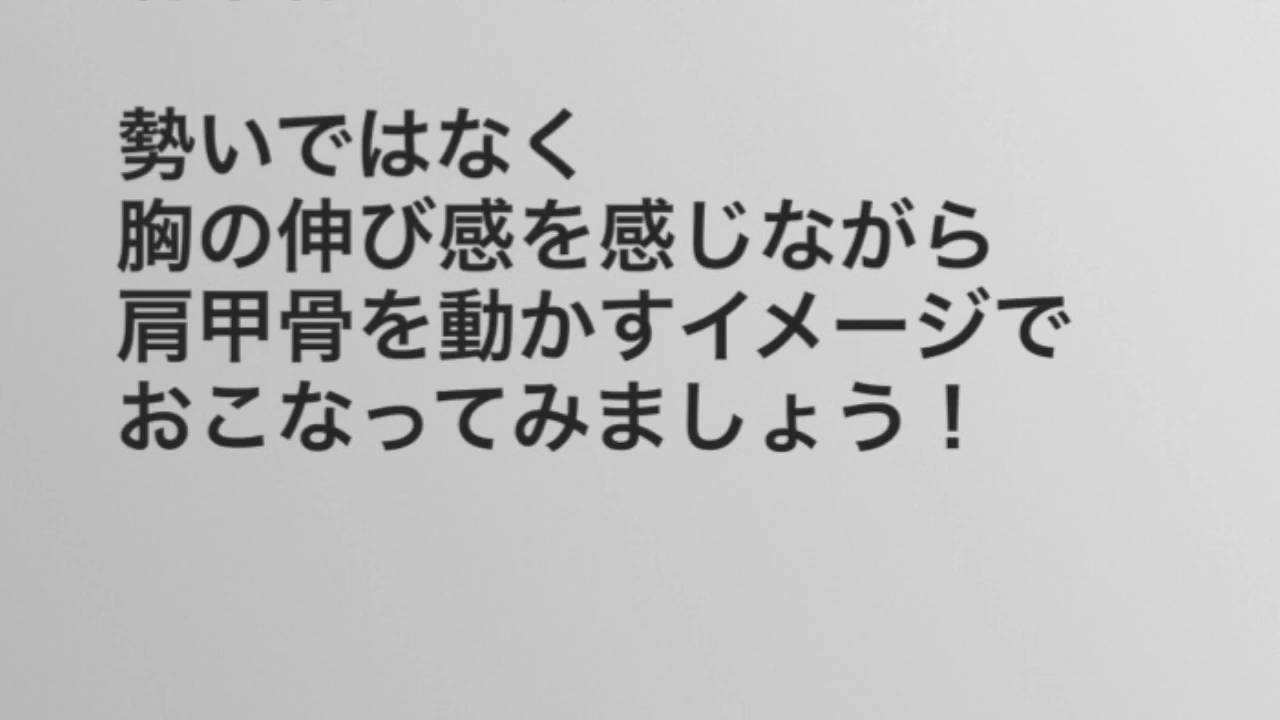 勢いではなく
胸の伸び感を感じながら
肩甲骨を動かすイメージで
おこなってみましょう！